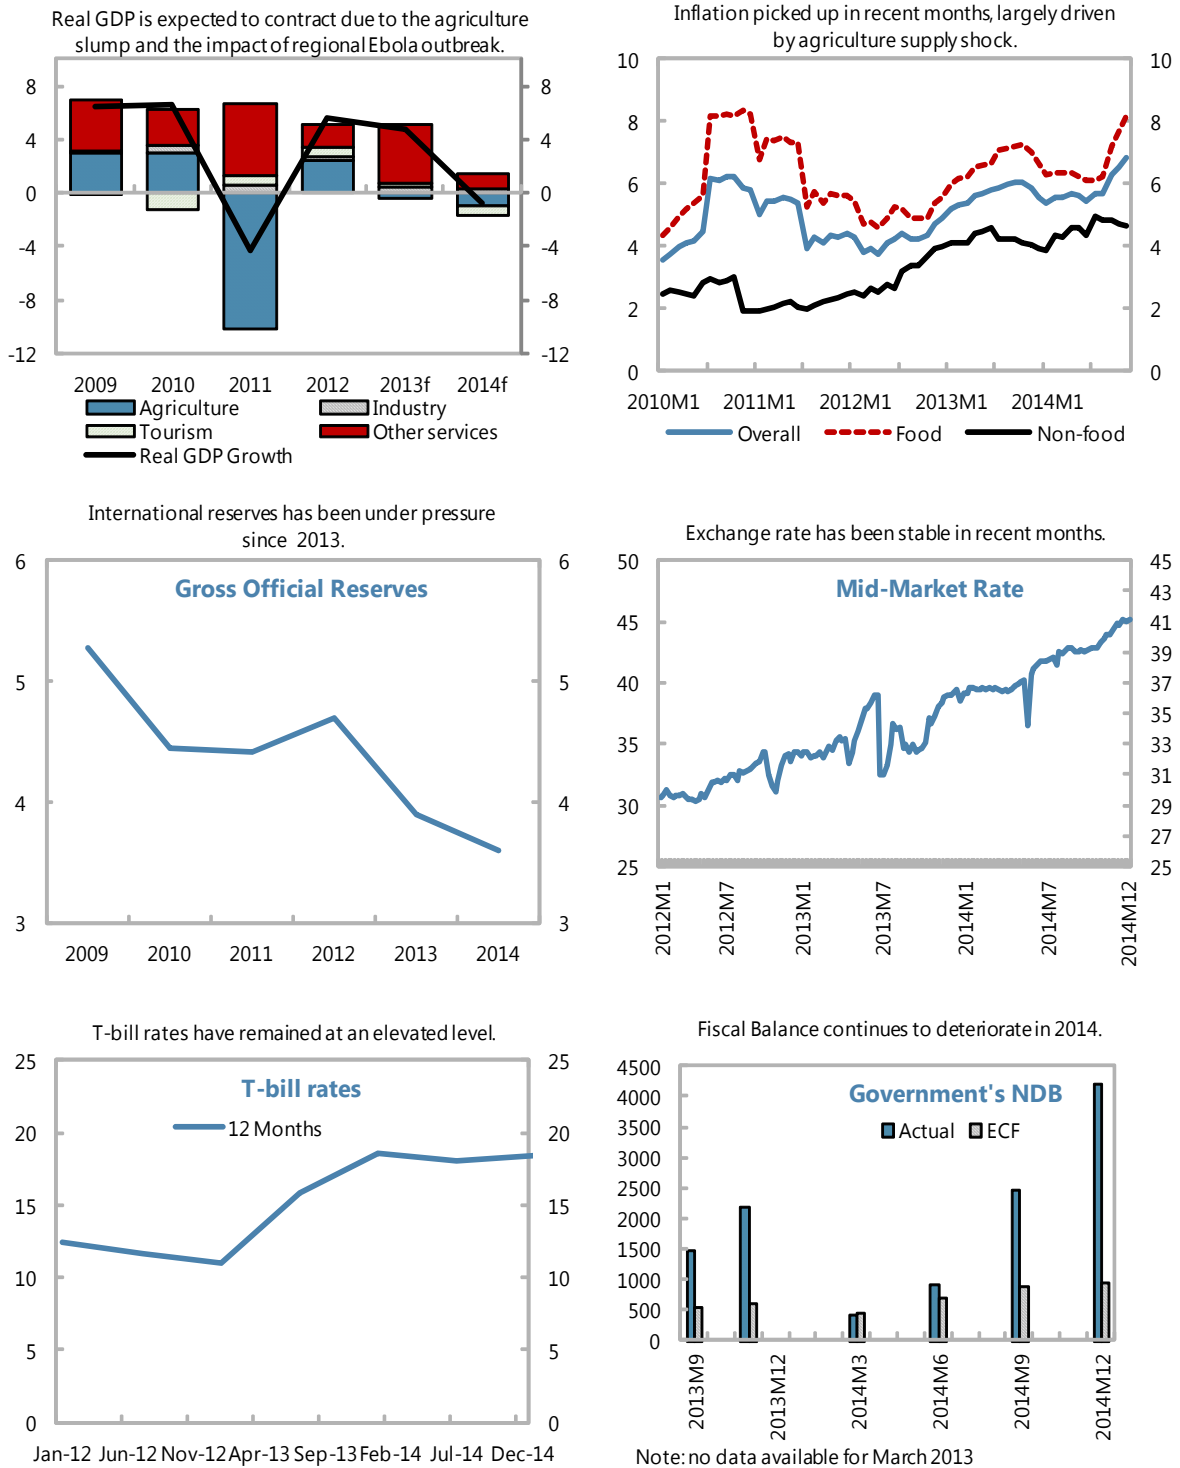 Real GDP is expected to contract due to the agriculture
slump and the impact of regional Ebola outbreak.
8 8
4 4
0 0
-4 -4
-8 -8
-12 -12
2009 2010 2011 2012 2013f 2014f
Agriculture Industry
Tourism Other services
Real GDP Growth
Inflation picked up in recent months, largely driven
by agriculture supply shock.
10 10
8 8
6 6
4 4
2 2
0 0
2010M1 2011M1 2012M1 2013M1 2014M1
Overall Food Non-food
International reserves has been under pressure
since 2013.
6 6
Gross Official Reserves
5 5
4 4
3 3
2009 2010 2011 2012 2013 2014
Exchange rate has been stable in recent months.
50 45
Mid-Market Rate
43
45 41
39
40 37
35
35 33
31
30 29
27
25 25
2012M1 2012M7 2013M1 2013M7 2014M1 2014M7 2014M12
T-bill rates have remained at an elevated level.
25 25
T-bill rates
12 Months
20 20
15 15
10 10
5 5
0 0
Jan-12 Jun-12 Nov-12 Apr-13 Sep-13 Feb-14 Jul-14 Dec-14
Fiscal Balance continues to deteriorate in 2014.
4500
Government's NDB
4000
Actual ECF
3500
3000
2500
2000
1500
1000
500
0
2013M9 2013M12 2014M3 2014M6 2014M9 2014M12
Note: no data available for March 2013